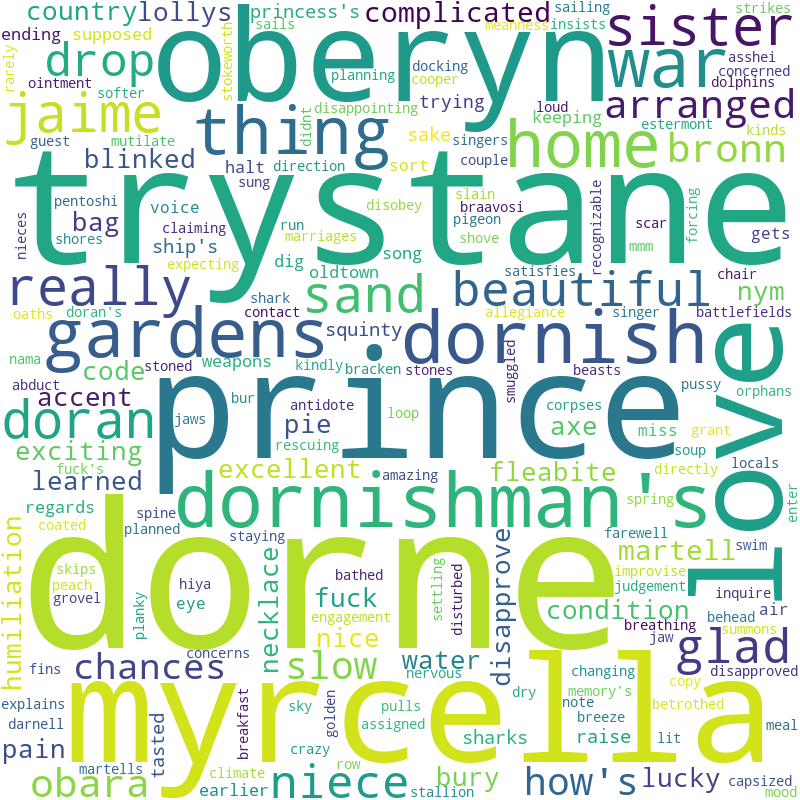 country lollys princess's complicated sailing sister strikes
ending supposed sails oberyn meanness insists
rarely drop stokeworth planning docking war asshei concerned
ointment softer cooper dolphins
jaime thing disappointing trying loud arranged
mutilate didnt keeping estermont
guest blinked halt direction sake singers home kinds bronn
sung sort couple
trystane
pentoshi bag voice disobey slain braavosi recognizable scar forcing
nieces shores claiming run marriages pigeon shove mmm gets
ship's dig song
expecting oldtown satisfies chair
really shark sand beautiful nym
oaths doran's contact allegiance battlefields
gardens squinty dornish singer
nama stoned weapons kindly bracken stones smuggled beasts orphans
code abduct prince pussy love
accent bur antidote loop corpses
doran jaws pie axe miss grant
exciting rescuing soup
fuck's excellent amazing fleabite directly
learned locals
regards spine dornishman's spring enter
coated planned staying farewell
humiliation skips dorne disapprove martell swim
peach hiya bathed improvise
grovel planky eye necklace fuck settling disturbed condition judgement inquire air
engagement breathing behead summons
nice
concerns slow water nervous jaw glad
fins chances changing disapproved
explains myrcella memory's copy betrothed
darnell tasted breakfast sky golden pulls dry note breeze lit meal
pain crazy assigned sharks raise
martells climate row capsized
obara earlier niece stallion bury how's lucky mood